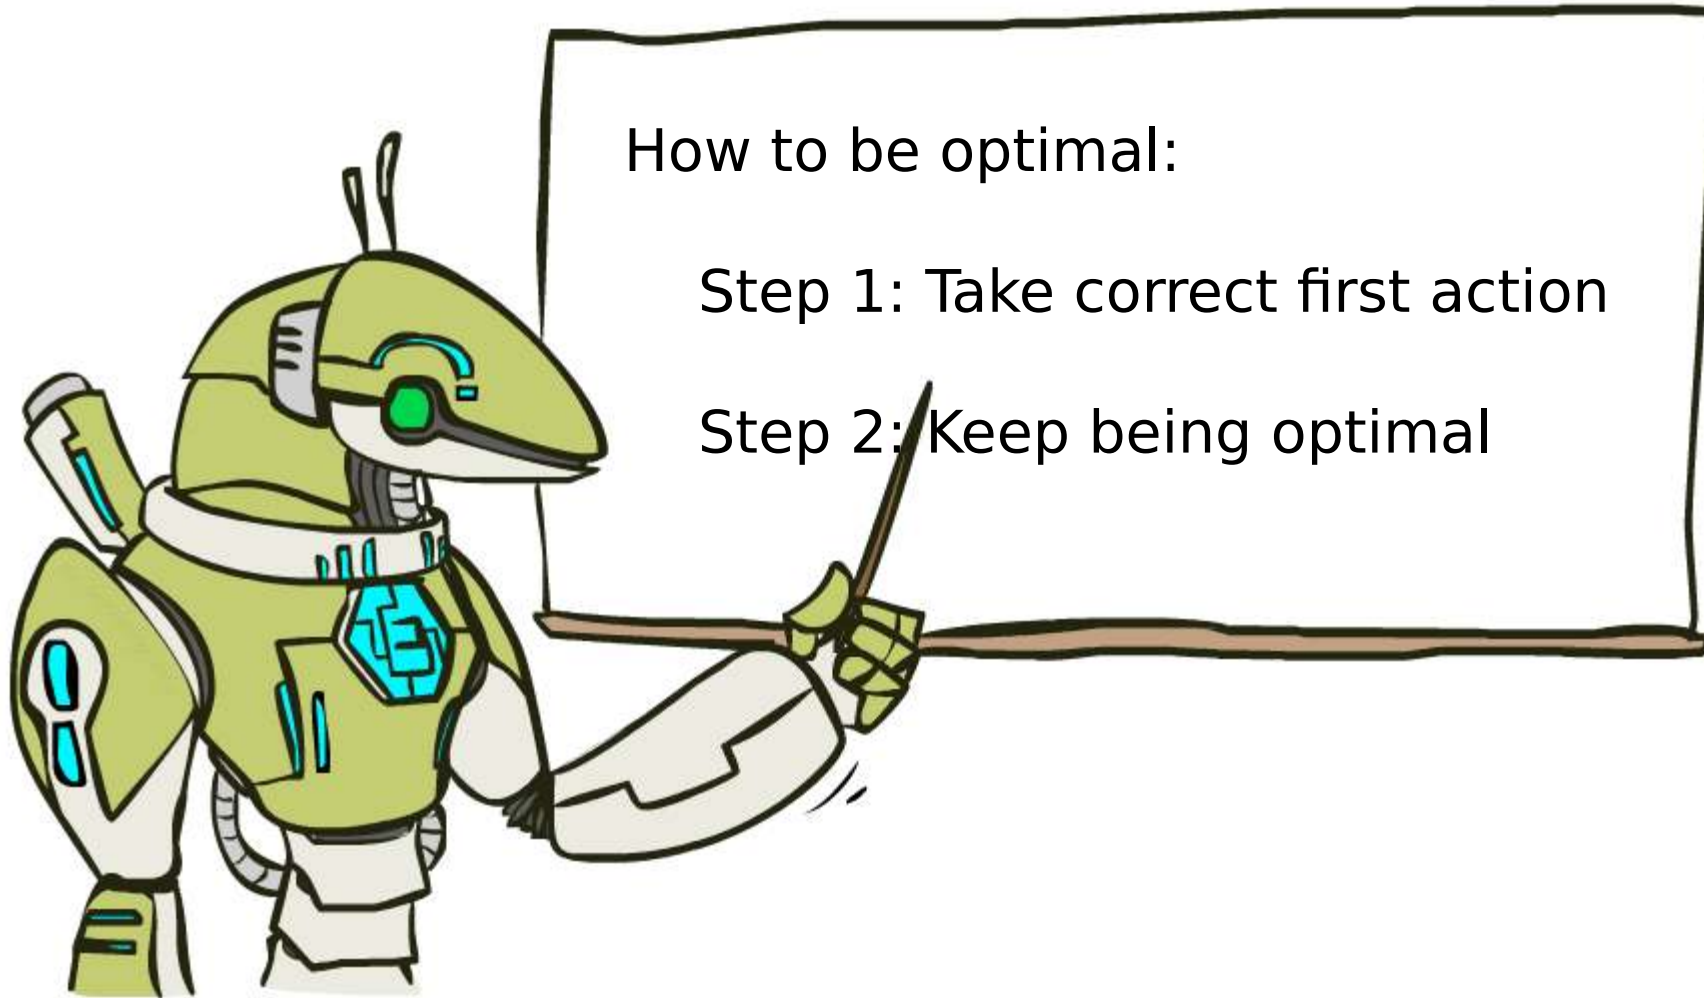 How to be optimal:
Step 1: Take correct first action
Step 2: Keep being optimal